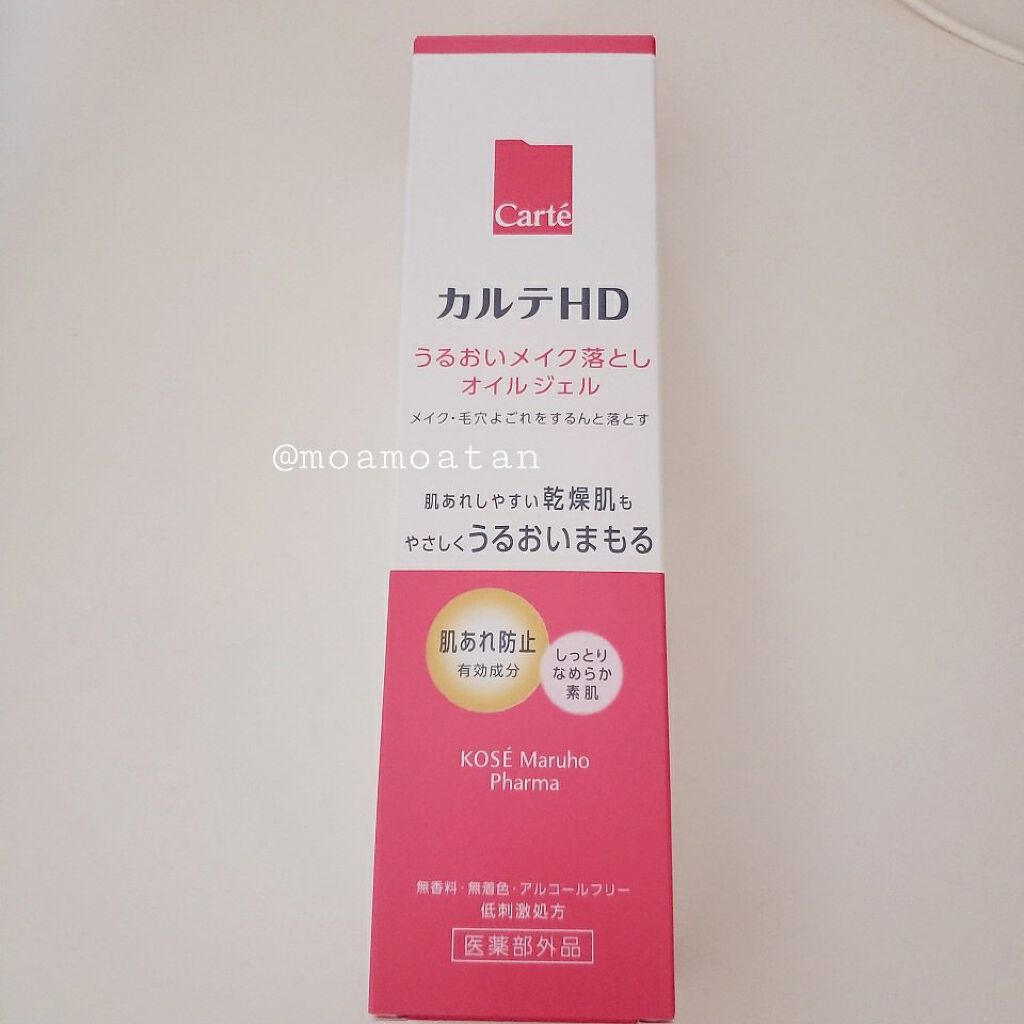 Carté
カルテHD
うるおいメイク落とし
オイルジェル
メイク・毛穴よごれをするんと落とす
@moamoatan
肌あれしやすい乾燥肌も
やさしくうるおいまもる
肌あれ防止
有効成分
しっとり
なめらか
素肌
KOSÉ Maruho
Pharma
無香料・無着色・アルコールフリー
低刺激処方
医薬部外品